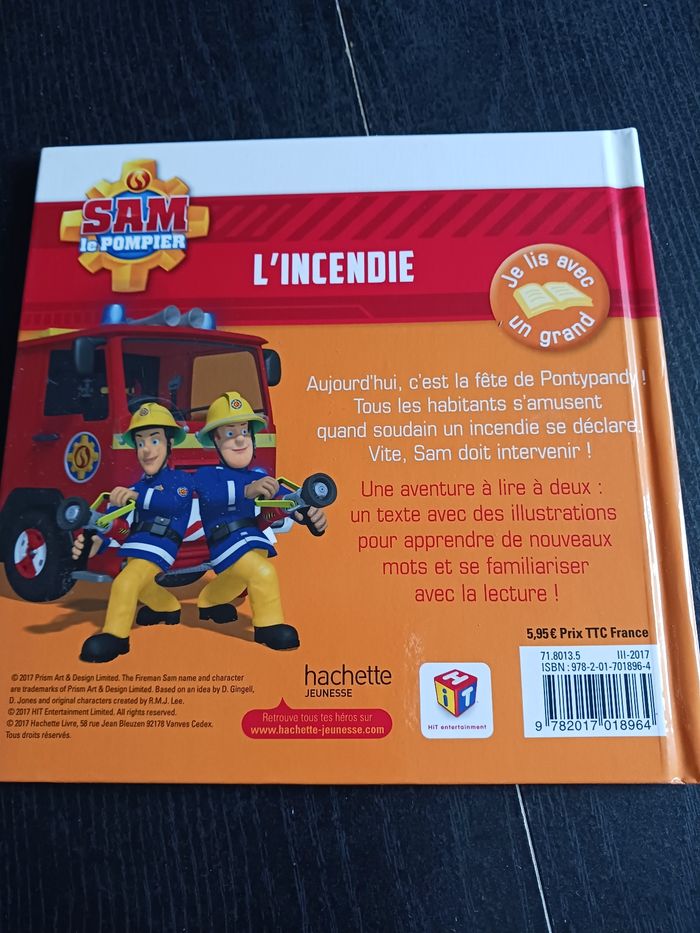 SAM
le POMPIER
L'INCENDIE
Je lis avec
un grand
Aujourd'hui, c'est la fête de Pontypandy !
Tous les habitants s'amusent
quand soudain un incendie se déclare.
Vite, Sam doit intervenir !
Une aventure à lire à deux :
un texte avec des illustrations
pour apprendre de nouveaux
mots et se familiariser
avec la lecture !
5,95 € Prix TTC France
71.8013.5 III-2017
ISBN : 978-2-01-701896-4
9 782017 018964
© 2017 Prism Art & Design Limited. The Fireman Sam name and character
are trademarks of Prism Art & Design Limited. Based on an idea by D. Gingell,
D. Jones and original characters created by R.M.J. Lee.
© 2017 HIT Entertainment Limited. All rights reserved.
© 2017 Hachette Livre, 58 rue Jean Bleuzen 92178 Vanves Cedex.
Tous droits réservés.
hachette
JEUNESSE
Retrouve tous tes héros sur
www.hachette-jeunesse.com
HiT
HiT entertainment